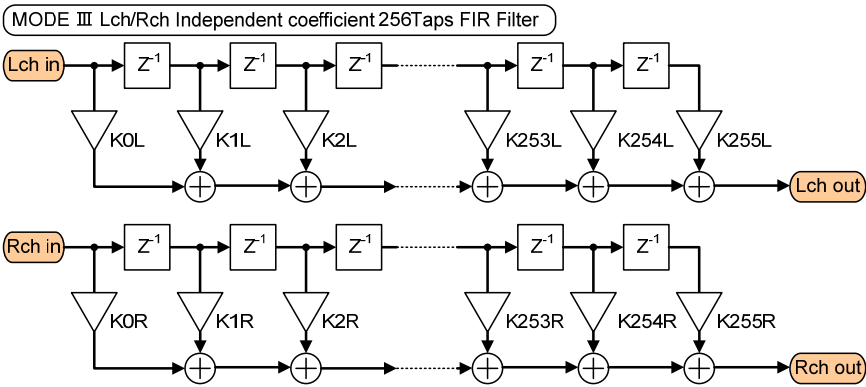 MODE Ⅲ Lch/Rch Independent coefficient 256Taps FIR Filter
Lch in Z⁻¹ Z⁻¹ Z⁻¹ Z⁻¹ Z⁻¹
K0L K1L K2L K253L K254L K255L
Lch out
Rch in Z⁻¹ Z⁻¹ Z⁻¹ Z⁻¹ Z⁻¹
K0R K1R K2R K253R K254R K255R
Rch out